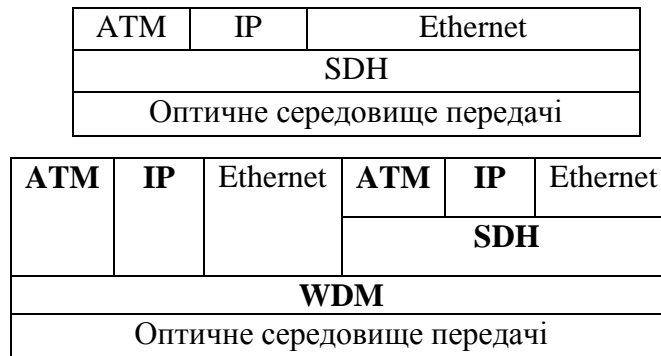 ATM IP Ethernet
SDH
Оптичне середовище передачі
ATM IP Ethernet ATM IP Ethernet
SDH
WDM
Оптичне середовище передачі